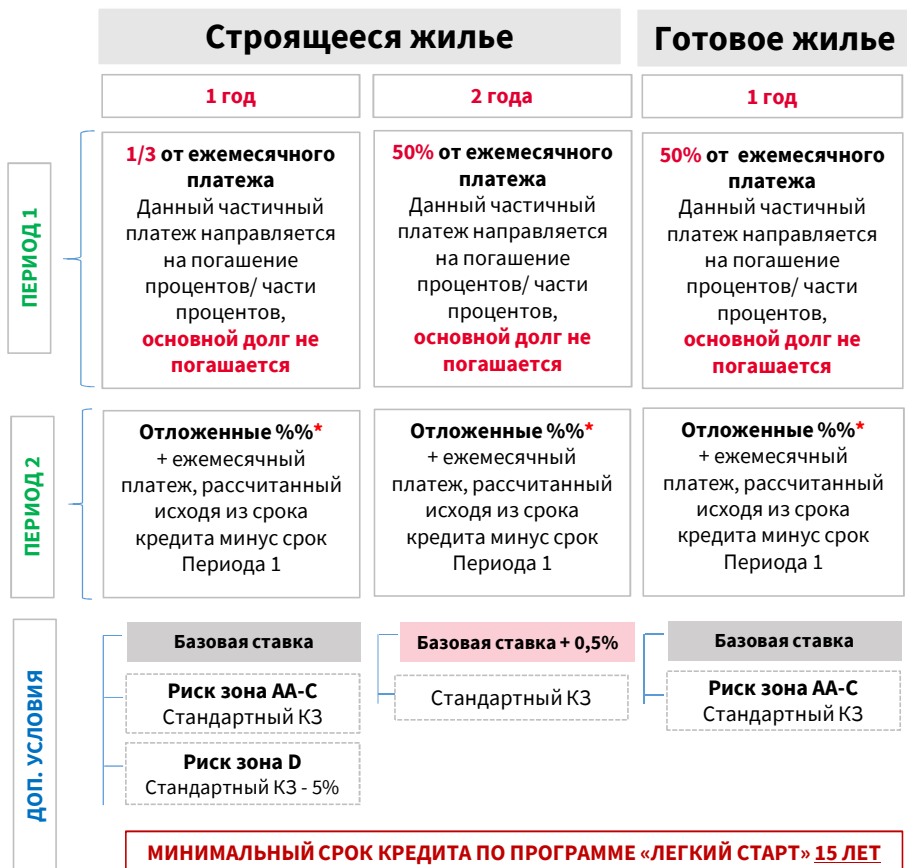 Строящееся жилье
Готовое жилье
1 год
2 года
1 год
ПЕРИОД 1
1/3 от ежемесячного
платежа
Данный частичный
платеж направляется
на погашение
процентов/ части
процентов,
основной долг не
погашается
50% от ежемесячного
платежа
Данный частичный
платеж направляется
на погашение
процентов/ части
процентов,
основной долг не
погашается
50% от ежемесячного
платежа
Данный частичный
платеж направляется
на погашение
процентов/ части
процентов,
основной долг не
погашается
ПЕРИОД 2
Отложенные %%*
+ ежемесячный
платеж, рассчитанный
исходя из срока
кредита минус срок
Периода 1
Отложенные %%*
+ ежемесячный
платеж, рассчитанный
исходя из срока
кредита минус срок
Периода 1
Отложенные %%*
+ ежемесячный
платеж, рассчитанный
исходя из срока
кредита минус срок
Периода 1
ДОП. УСЛОВИЯ
Базовая ставка
Риск зона АА-С
Стандартный КЗ
Риск зона D
Стандартный КЗ - 5%
Базовая ставка + 0,5%
Стандартный КЗ
Базовая ставка
Риск зона АА-С
Стандартный КЗ
МИНИМАЛЬНЫЙ СРОК КРЕДИТА ПО ПРОГРАММЕ «ЛЕГКИЙ СТАРТ» 15 ЛЕТ